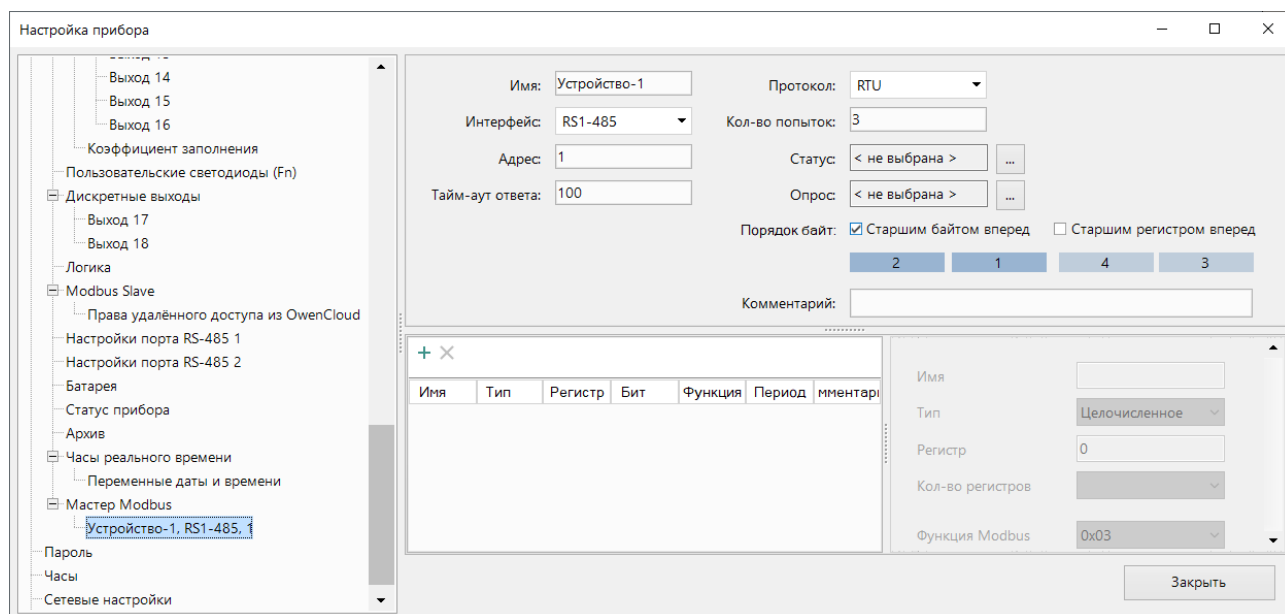 Настройка прибора
Выход 14
Выход 15
Выход 16
Коэффициент заполнения
Пользовательские светодиоды (Fn)
Дискретные выходы
Выход 17
Выход 18
Логика
Modbus Slave
Права удалённого доступа из OwenCloud
Настройки порта RS-485 1
Настройки порта RS-485 2
Батарея
Статус прибора
Архив
Часы реального времени
Переменные даты и времени
Мастер Modbus
Устройство-1, RS1-485, 1
Пароль
Часы
Сетевые настройки
Имя: Устройство-1 Протокол: RTU
Интерфейс: RS1-485 Кол-во попыток: 3
Адрес: 1 Статус: < не выбрана > ...
Тайм-аут ответа: 100 Опрос: < не выбрана > ...
Порядок байт: Старшим байтом вперед Старшим регистром вперед
2 1 4 3
Комментарий:
Имя Тип Регистр Бит Функция Период мментари
Имя
Тип Целочисленное
Регистр 0
Кол-во регистров
Функция Modbus 0x03
Закрыть